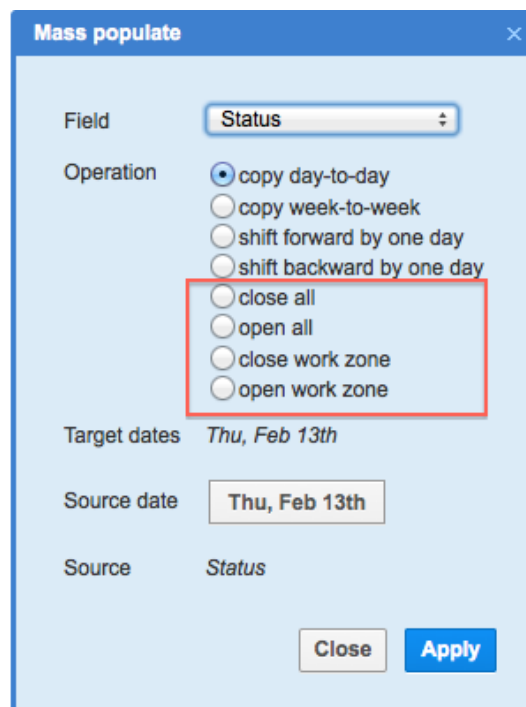 Mass populate
Field Status
Operation copy day-to-day
copy week-to-week
shift forward by one day
shift backward by one day
close all
open all
close work zone
open work zone
Target dates Thu, Feb 13th
Source date Thu, Feb 13th
Source Status
Close Apply